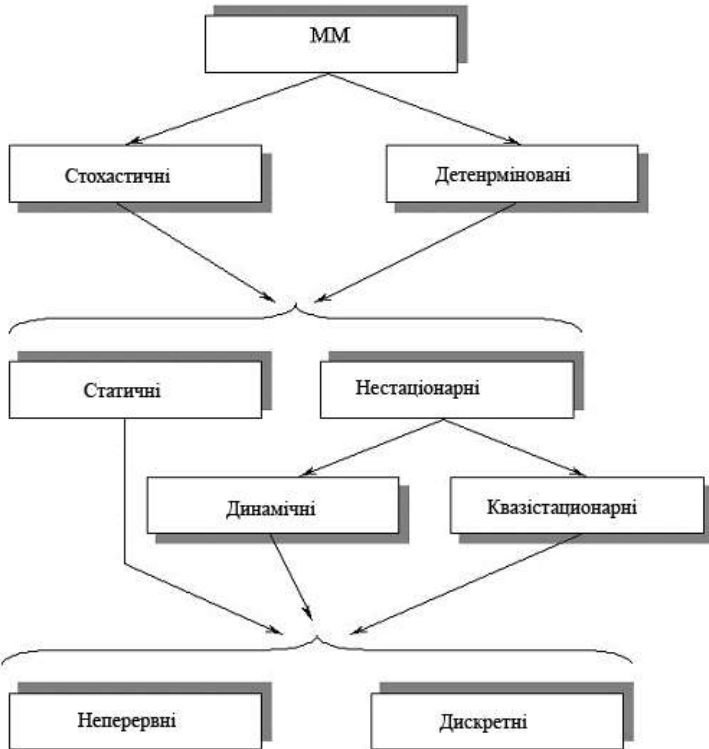 ММ
Стохастичні
Детенрміновані
Статичні
Нестаціонарні
Динамічні
Квазістационарні
Неперервні
Дискретні